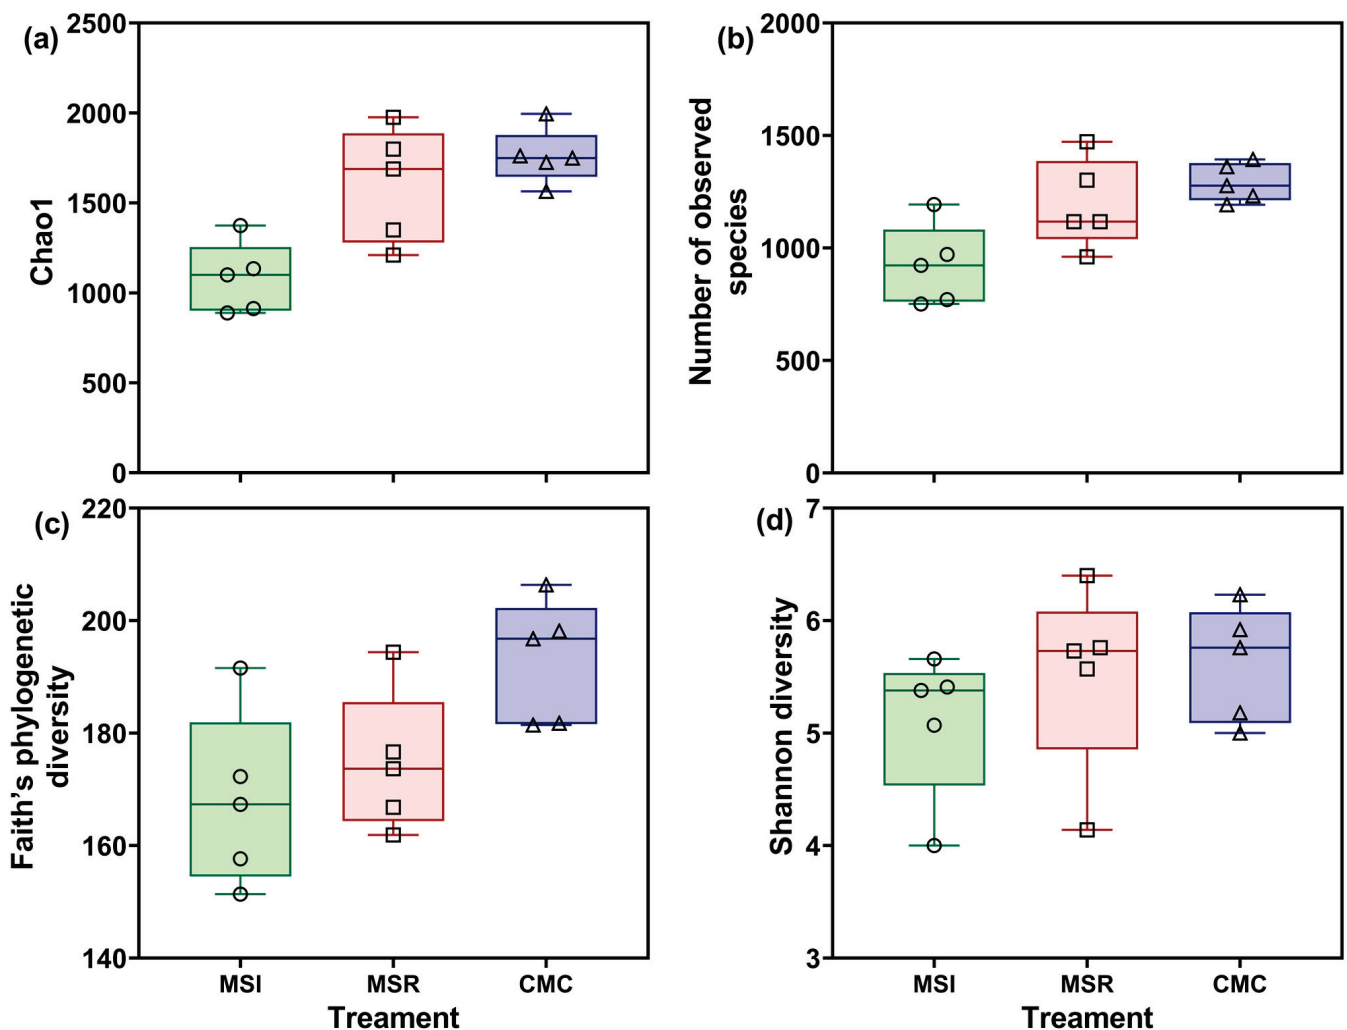 (a)
2500
2000
1500
1000
500
0
Chao1
(b)
2000
1500
1000
500
0
Number of observed
species
(c)
220
200
180
160
140
Faith's phylogenetic
diversity
MSI MSR CMC
Treament
(d)
7
6
5
4
3
Shannon diversity
MSI MSR CMC
Treament